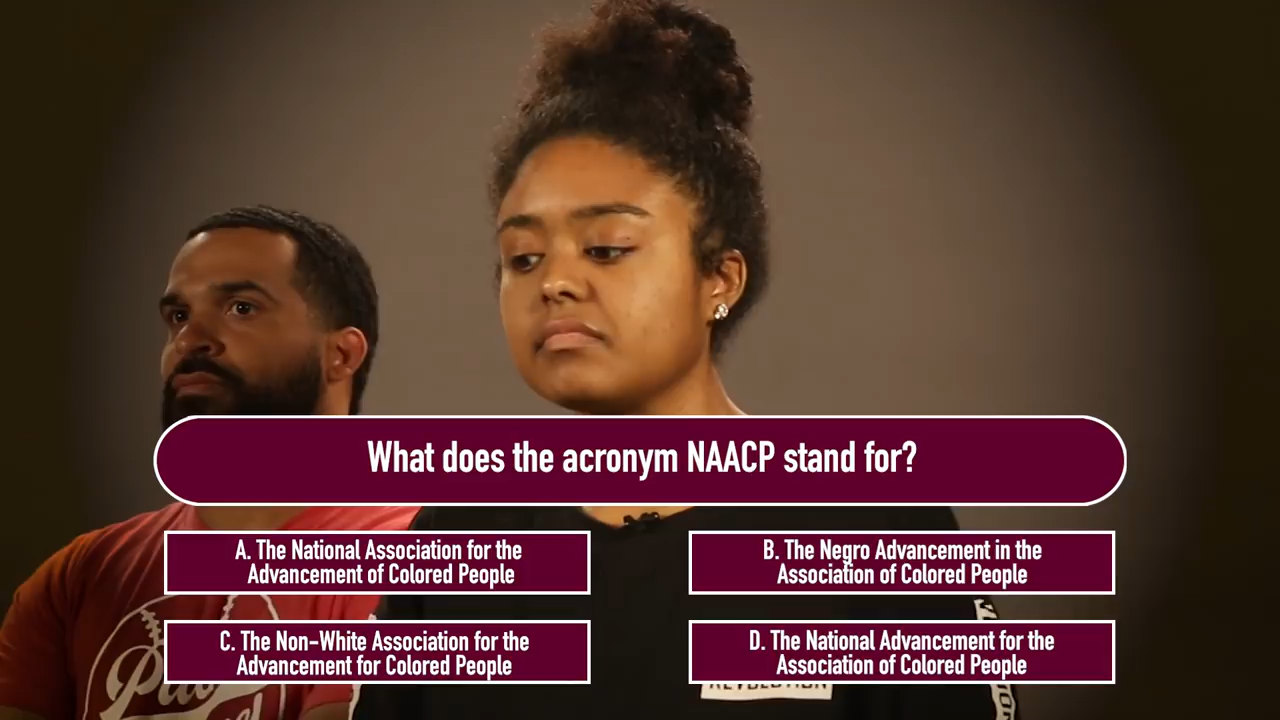 What does the acronym NAACP stand for?
A. The National Association for the
Advancement of Colored People
B. The Negro Advancement in the
Association of Colored People
C. The Non-White Association for the
Advancement for Colored People
D. The National Advancement for the
Association of Colored People
REVOLUTION